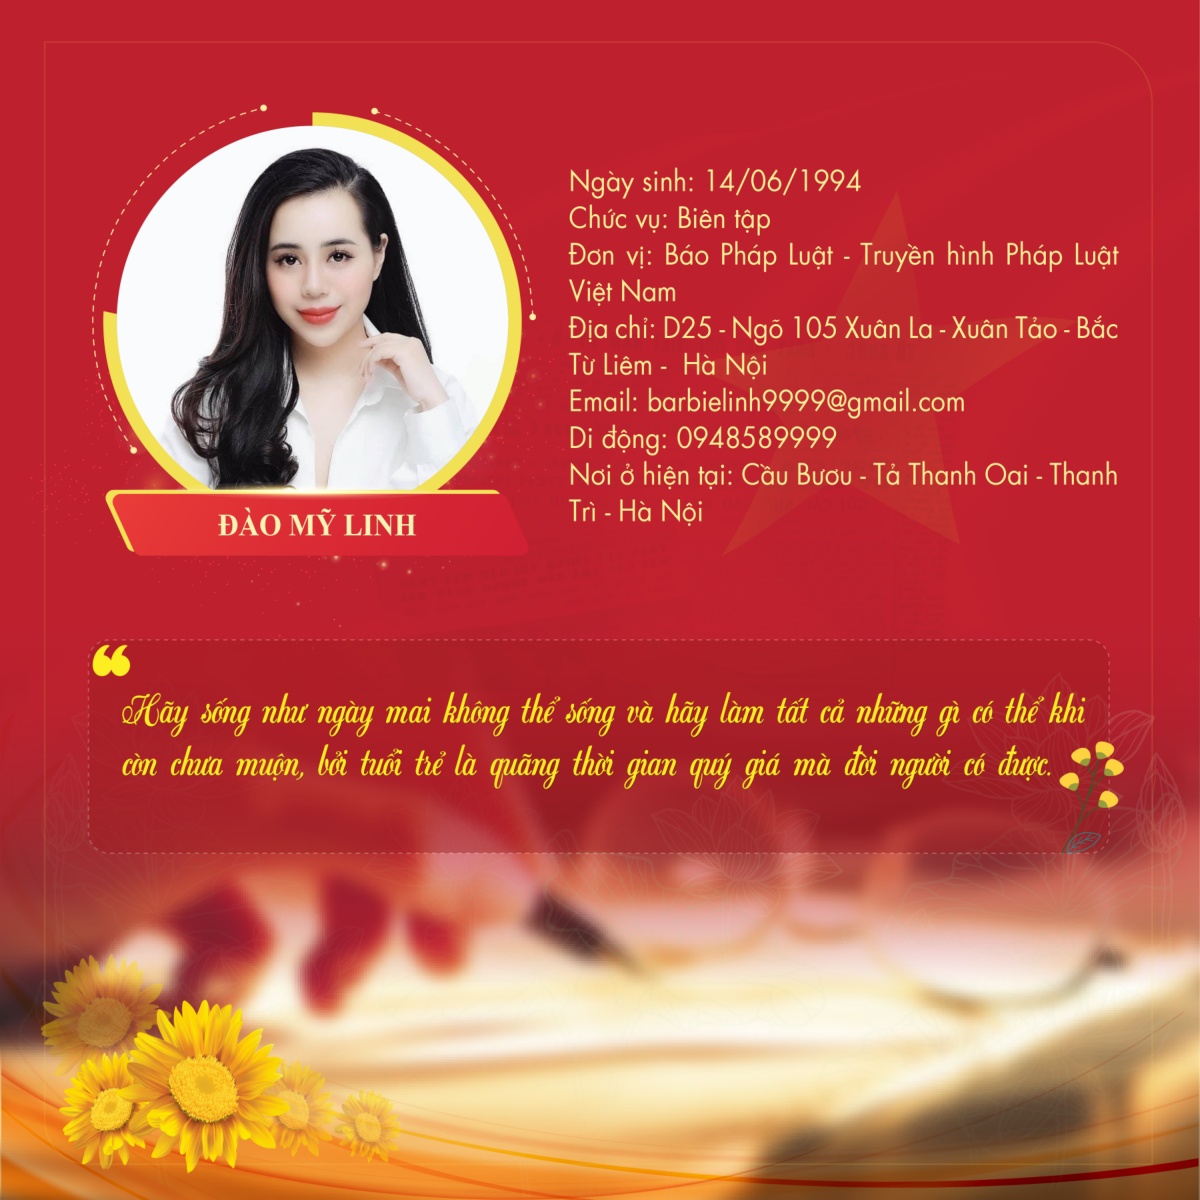 Ngày sinh: 14/06/1994
Chức vụ: Biên tập
Đơn vị: Báo Pháp Luật - Truyền hình Pháp Luật
Việt Nam
Địa chỉ: D25 - Ngõ 105 Xuân La - Xuân Tảo - Bắc
Từ Liêm - Hà Nội
Email: barbielinh9999@gmail.com
Di động: 0948589999
Nơi ở hiện tại: Cầu Bươu - Tả Thanh Oai - Thanh
Trì - Hà Nội
ĐÀO MỸ LINH
“
Hãy sống như ngày mai không thể sống và hãy làm tất cả những gì có thể khi
còn chưa muộn, bởi tuổi trẻ là quãng thời gian quý giá mà đời người có được.